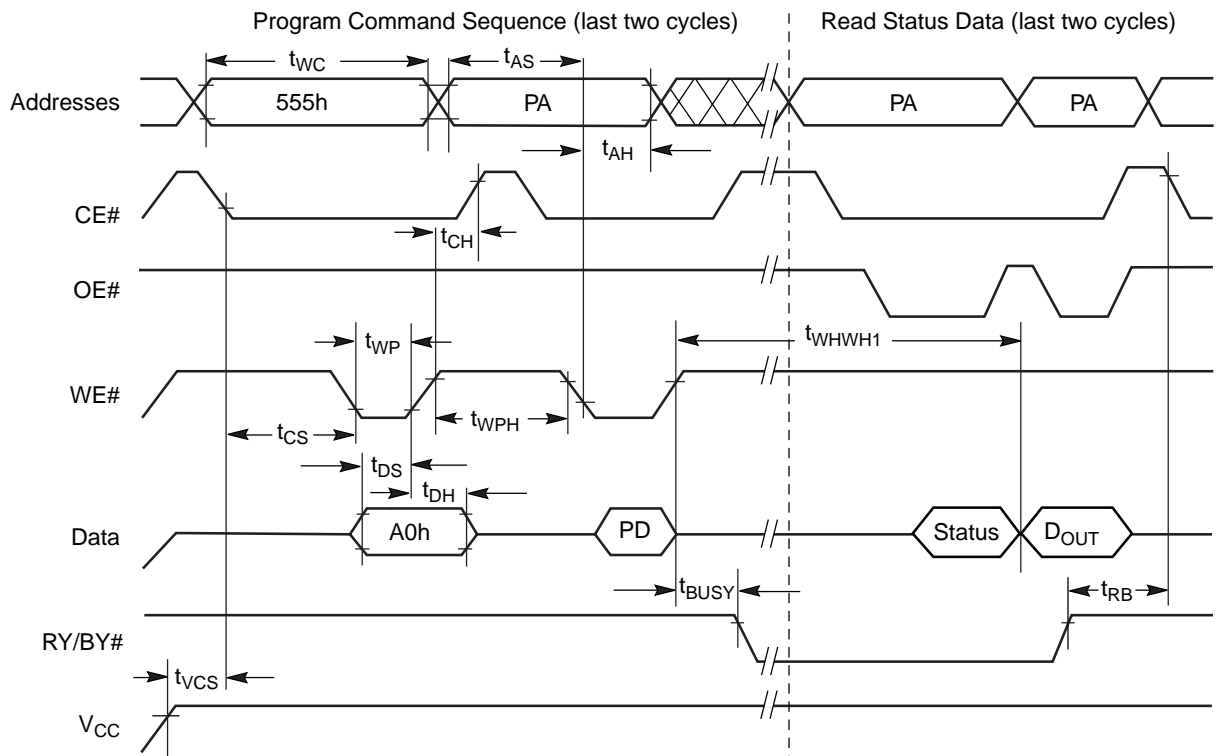 Program Command Sequence (last two cycles) Read Status Data (last two cycles)
tWC tAS
Addresses 555h PA PA PA
tAH
CE#
tCH
OE#
tWP tWHWH1
WE#
tWPH
tCS
tDS
tDH
Data A0h PD Status DOUT
tBUSY tRB
RY/BY#
tVCS
VCC